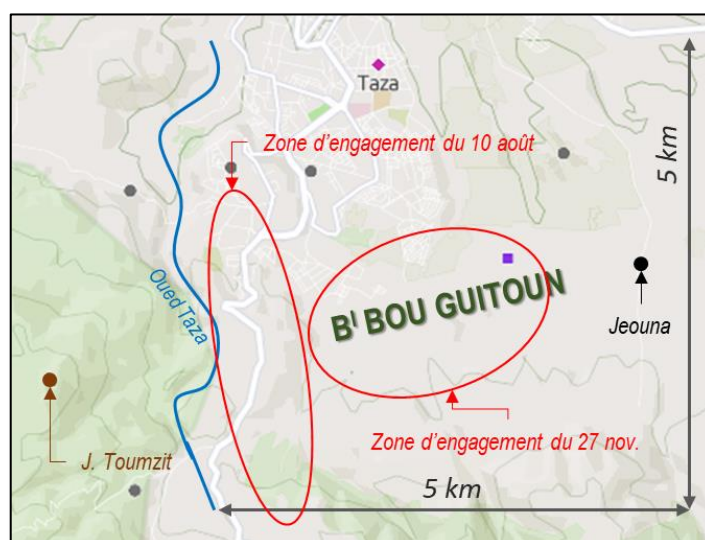 Taza
Zone d'engagement du 10 août
5 km
Oued Taza
Bᴵ BOU GUITOUN
Jeouna
J. Toumzit
Zone d'engagement du 27 nov.
5 km